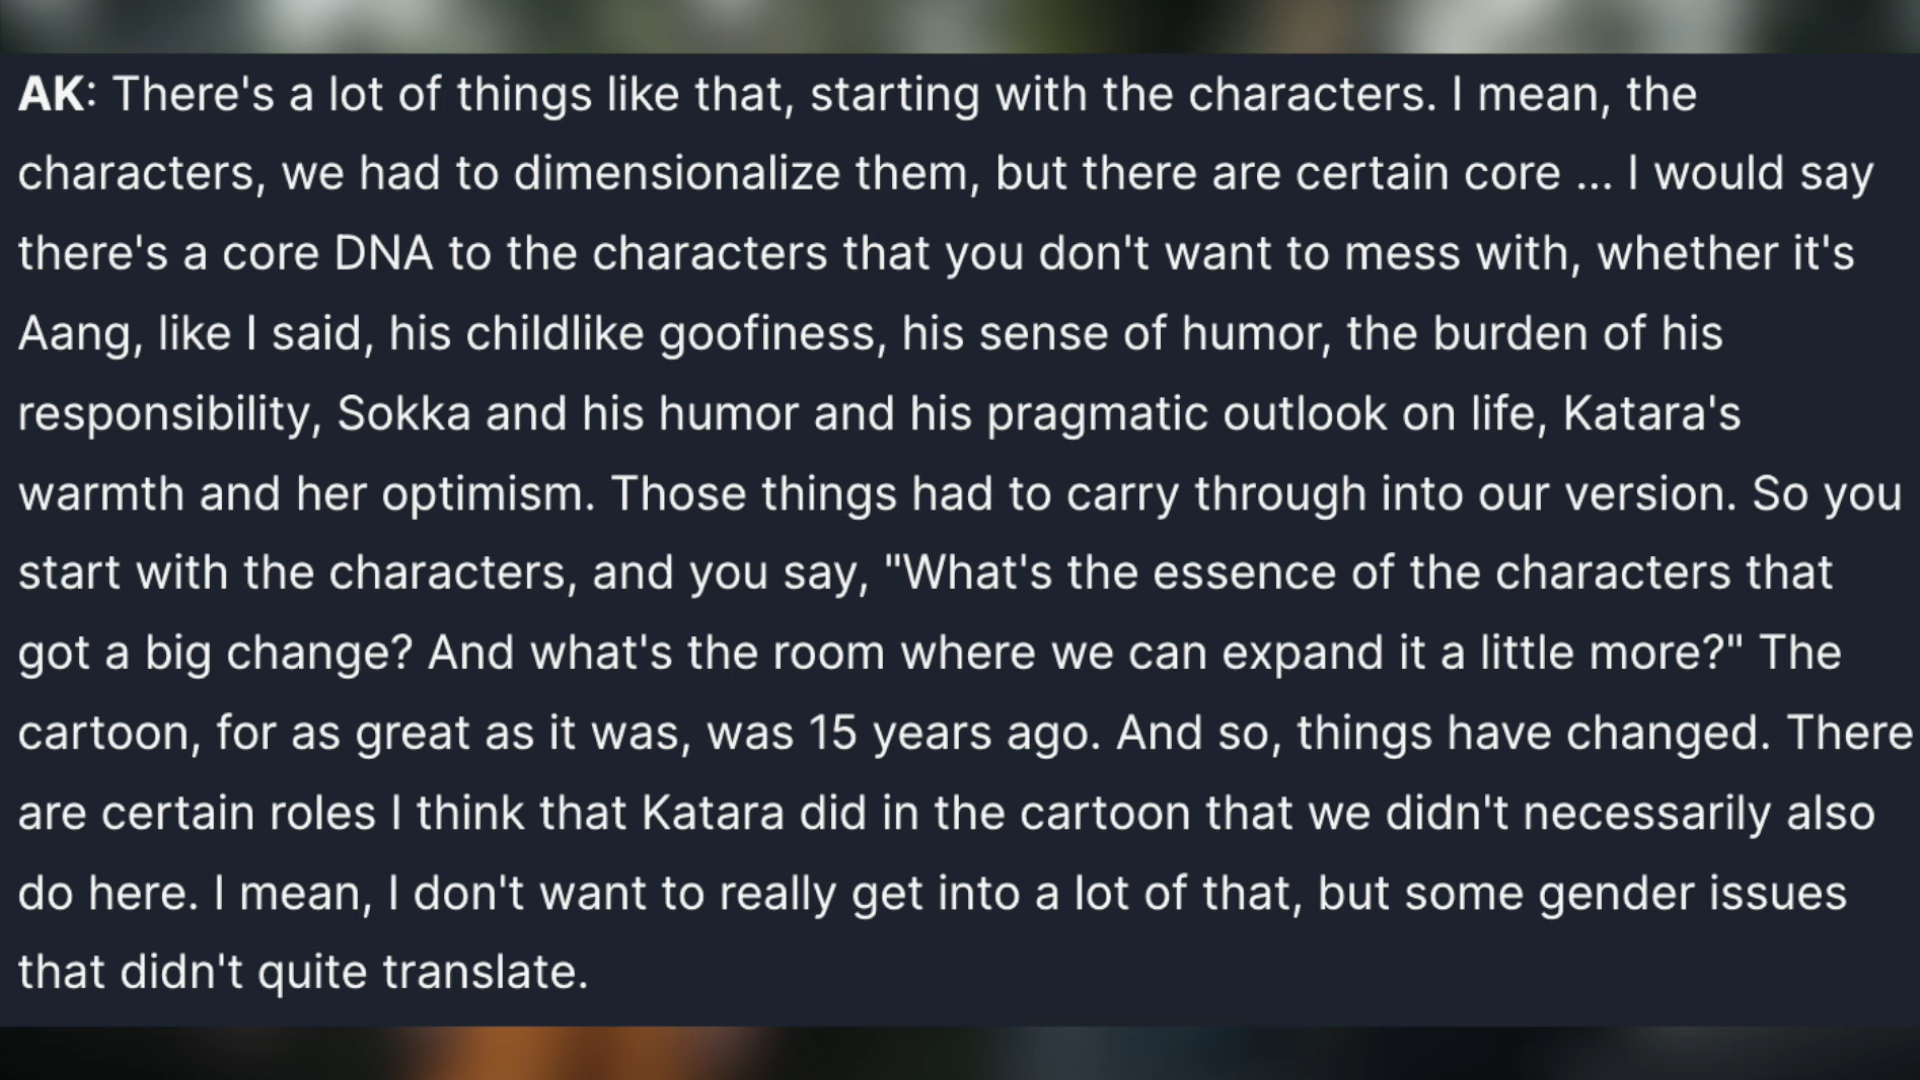 AK: There's a lot of things like that, starting with the characters. I mean, the
characters, we had to dimensionalize them, but there are certain core ... I would say
there's a core DNA to the characters that you don't want to mess with, whether it's
Aang, like I said, his childlike goofiness, his sense of humor, the burden of his
responsibility, Sokka and his humor and his pragmatic outlook on life, Katara's
warmth and her optimism. Those things had to carry through into our version. So you
start with the characters, and you say, "What's the essence of the characters that
got a big change? And what's the room where we can expand it a little more?" The
cartoon, for as great as it was, was 15 years ago. And so, things have changed. There
are certain roles I think that Katara did in the cartoon that we didn't necessarily also
do here. I mean, I don't want to really get into a lot of that, but some gender issues
that didn't quite translate.